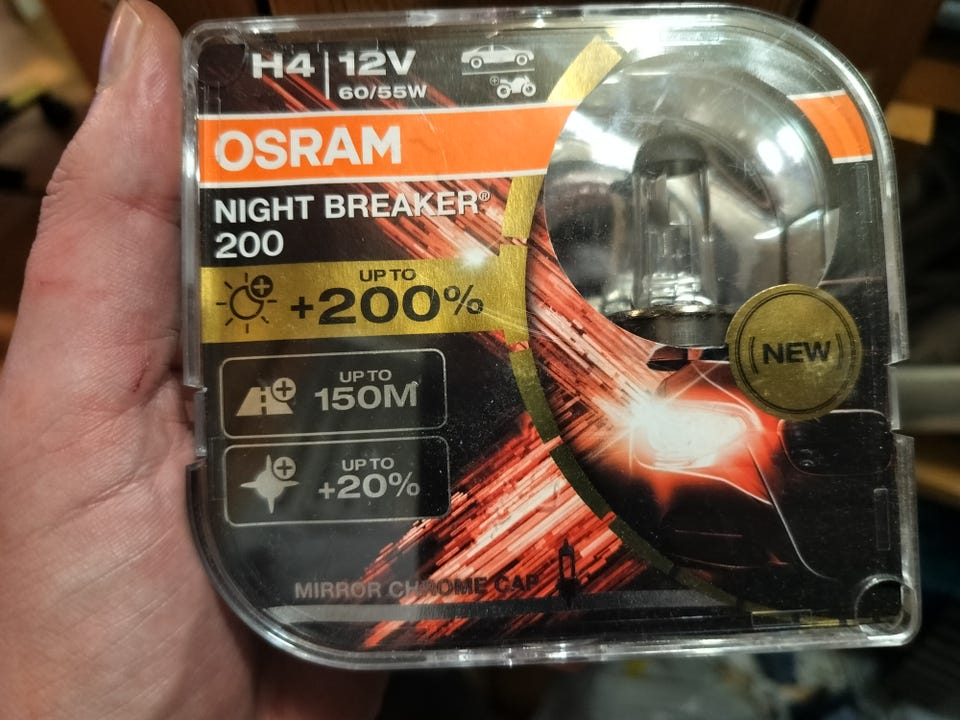 H4 | 12V
60/55W
OSRAM
NIGHT BREAKER®
200
UP TO
+200%
UP TO
150M
UP TO
+20%
NEW
MIRROR CHROME CAP